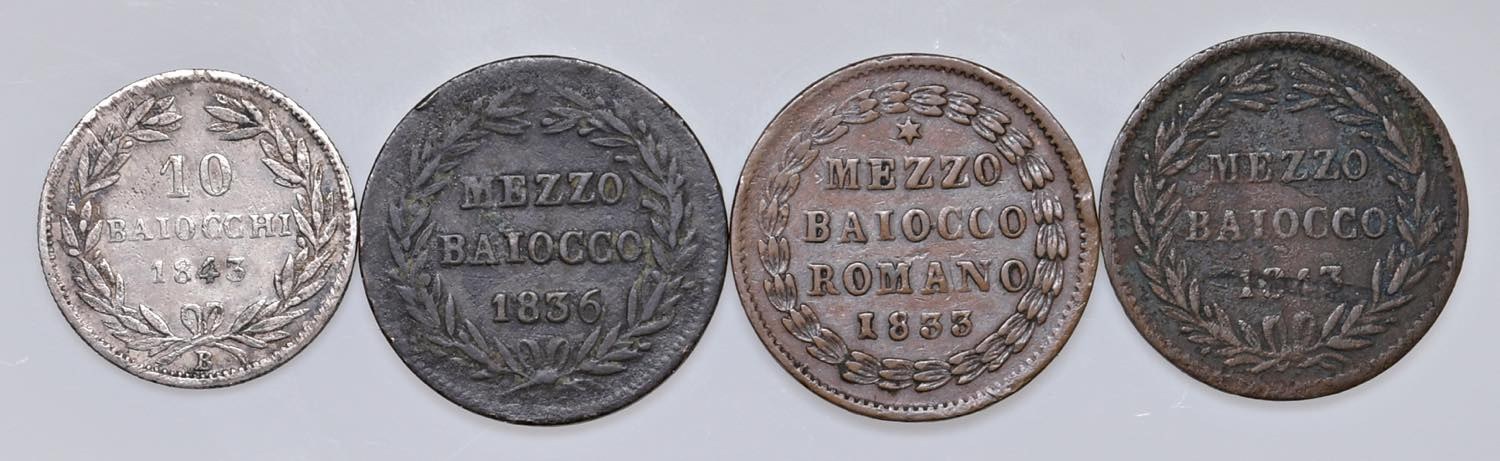 10
BAIOCCHI
1843
B
MEZZO
BAIOCCO
1836
MEZZO
BAIOCCO
ROMANO
1833
MEZZO
BAIOCCO